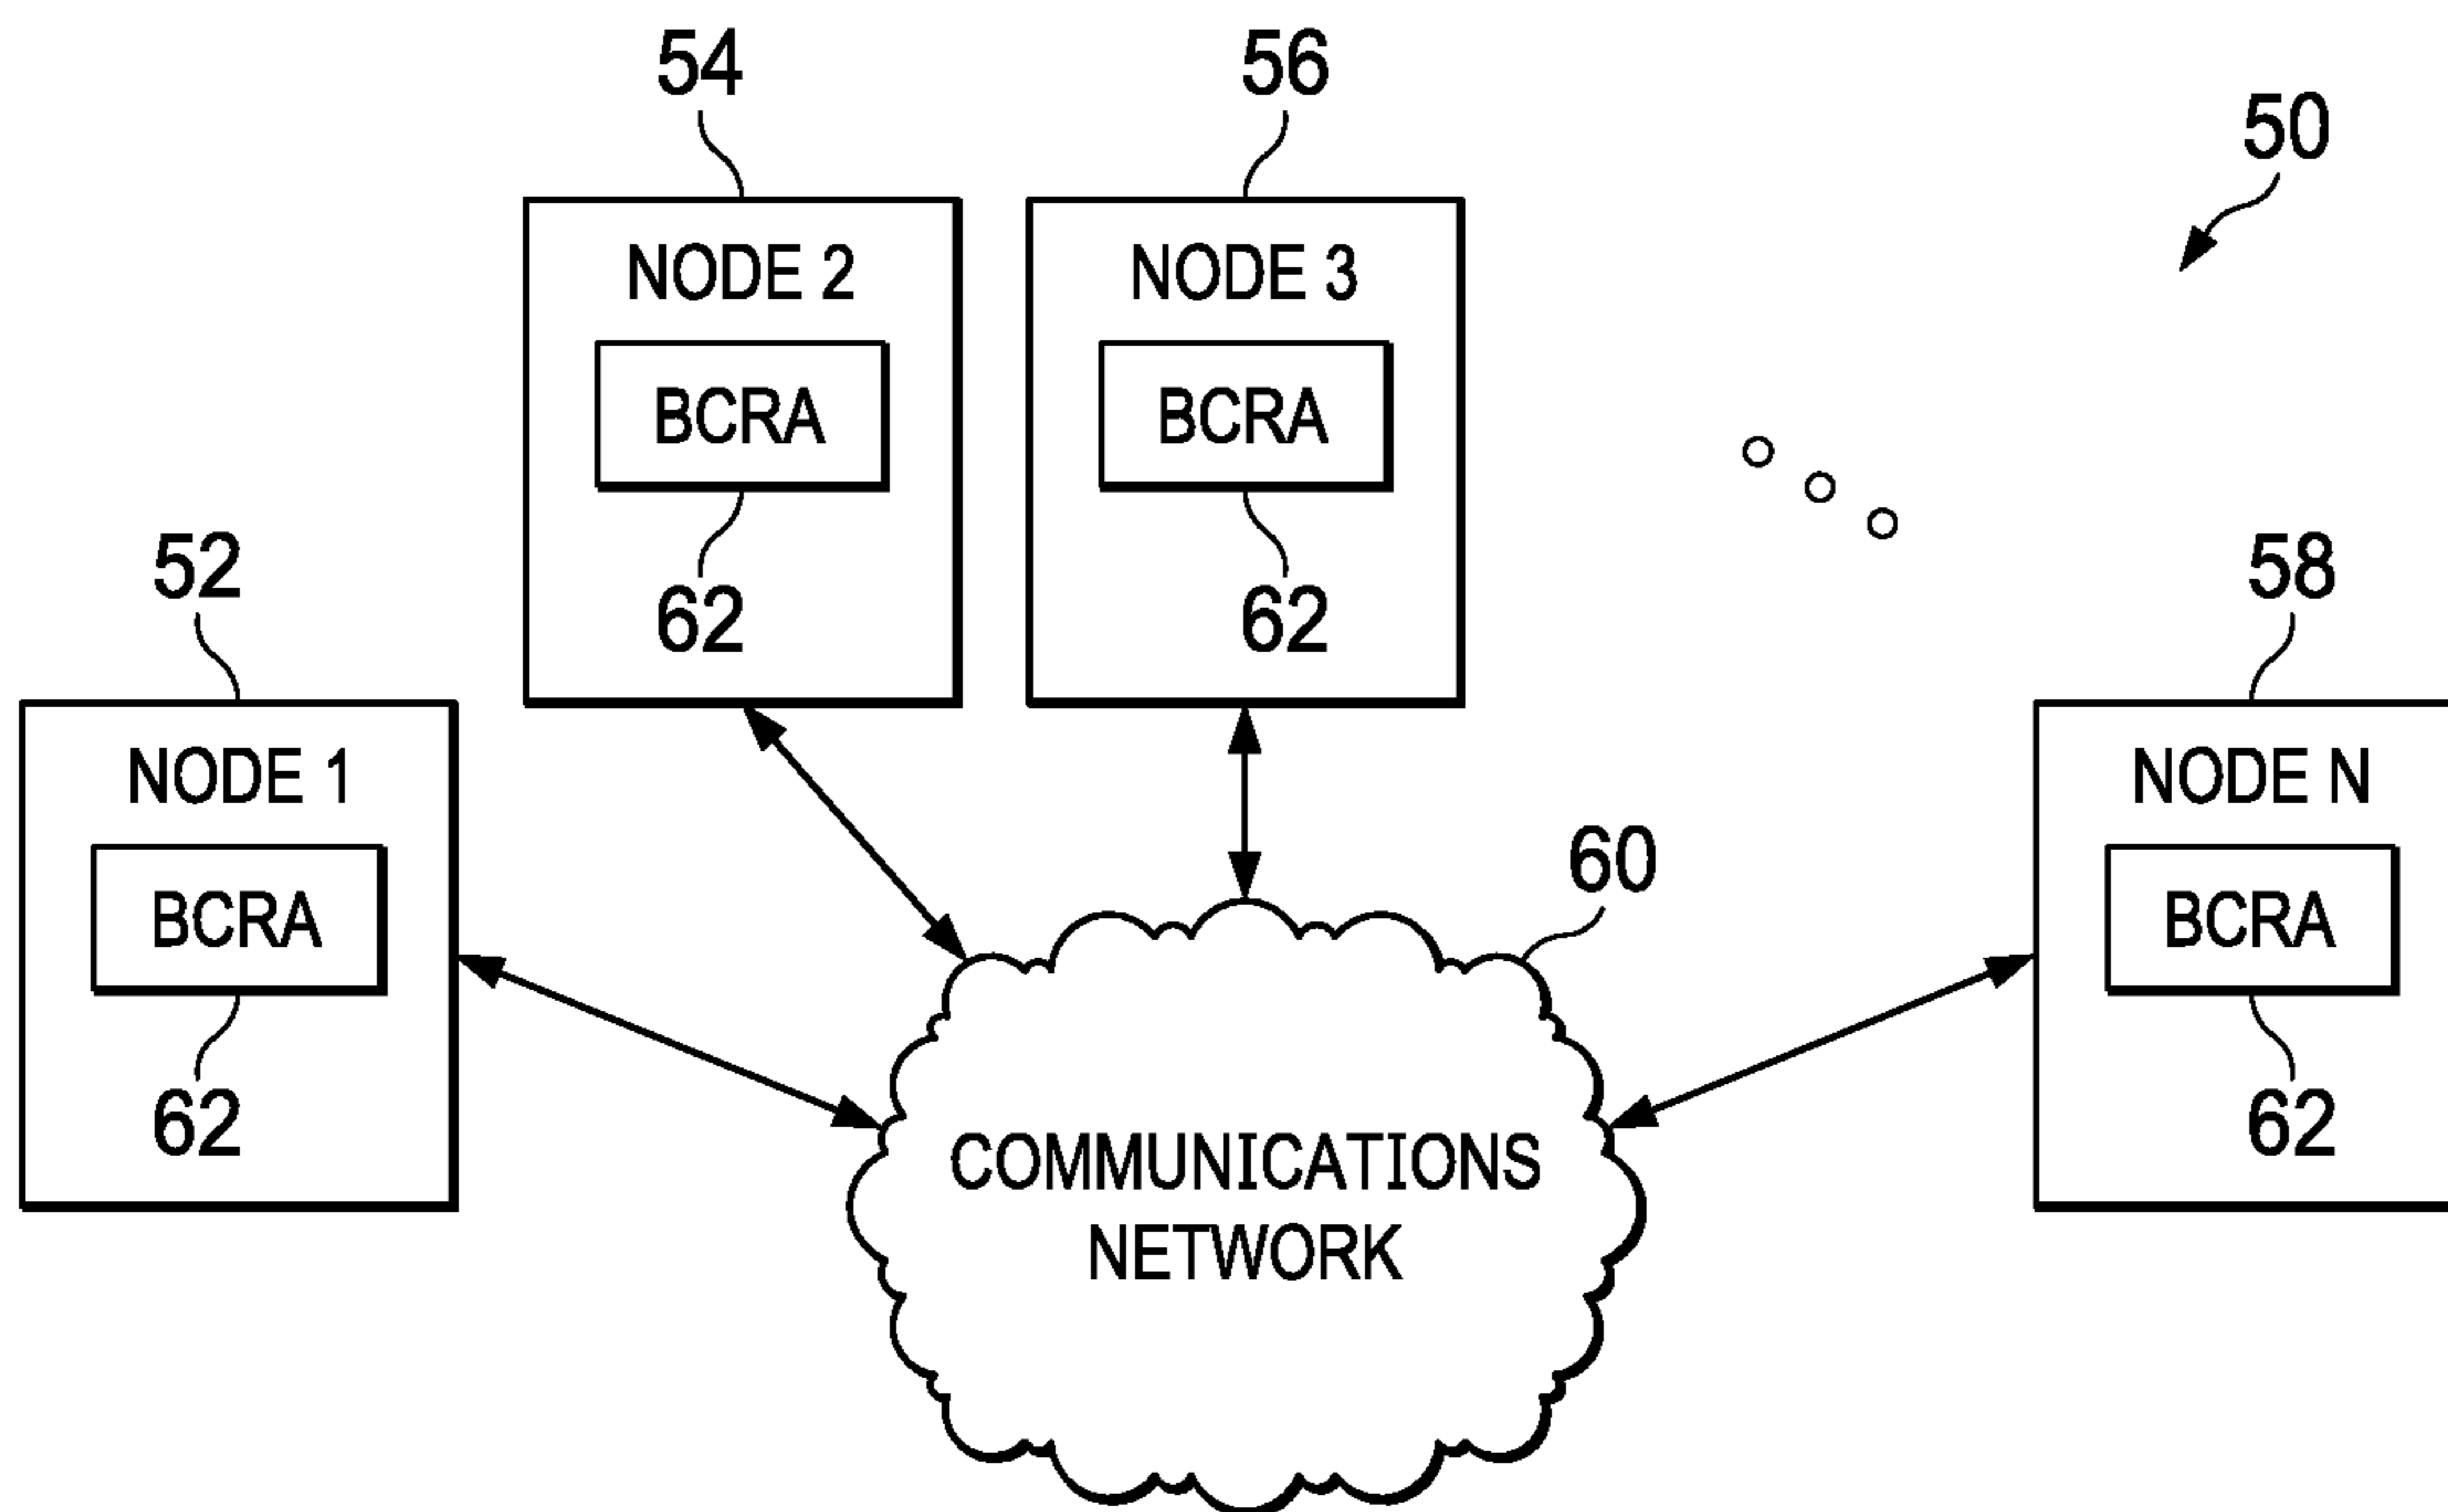 54
56
50
NODE 2
NODE 3
BCRA
BCRA
52
62
62
58
NODE 1
NODE N
60
BCRA
BCRA
62
62
COMMUNICATIONS
NETWORK